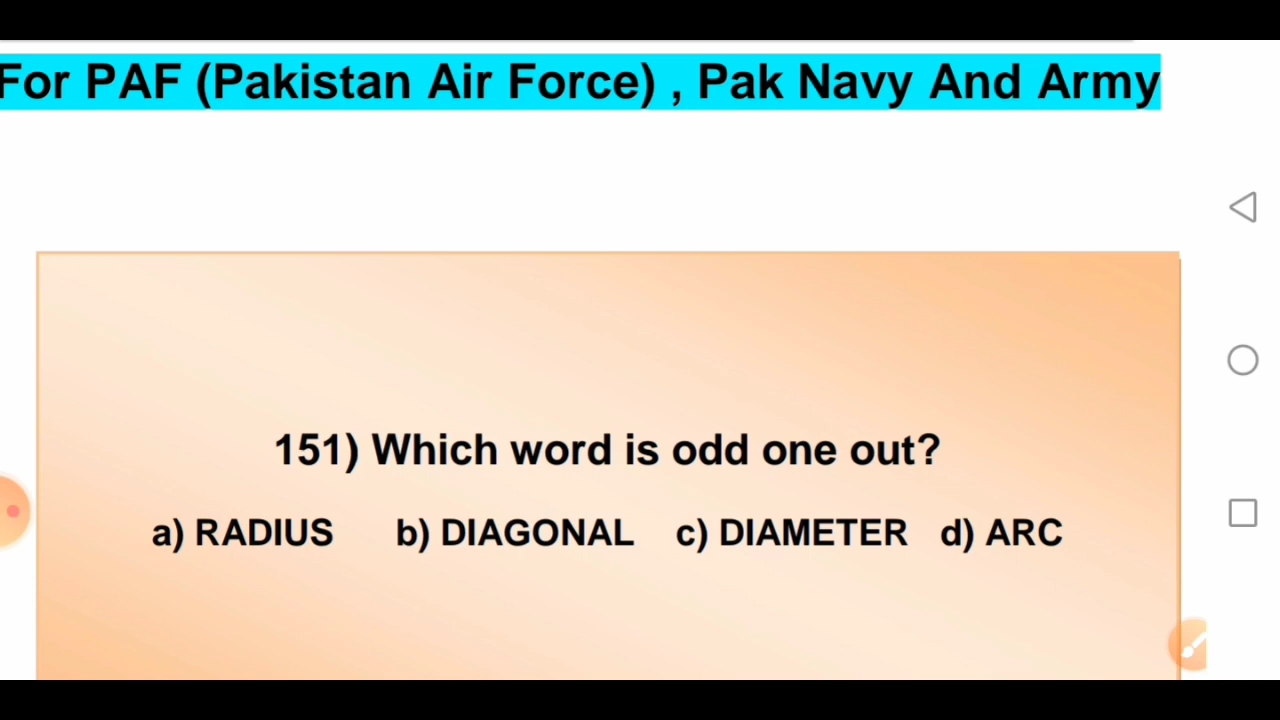 For PAF (Pakistan Air Force) , Pak Navy And Army
151) Which word is odd one out?
a) RADIUS b) DIAGONAL c) DIAMETER d) ARC